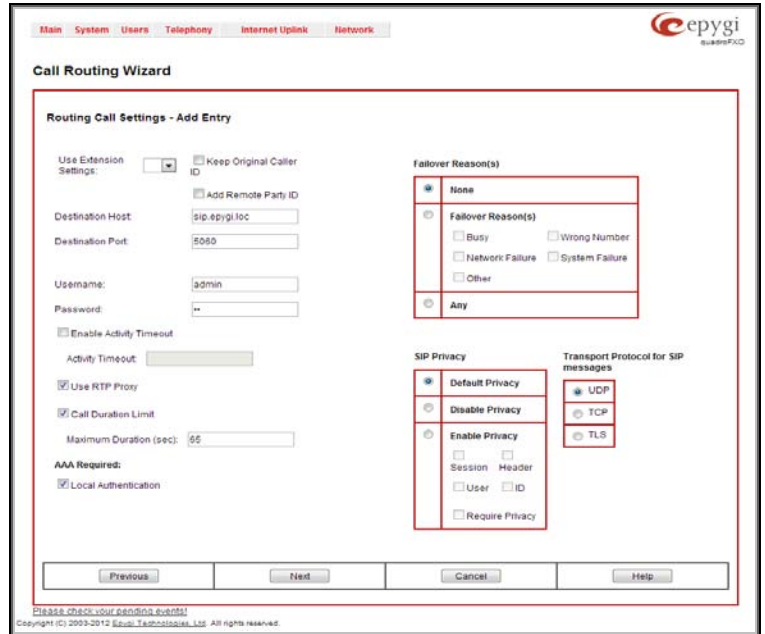 Main System Users Telephony Internet Uplink Network
epygi
quadroFXO
Call Routing Wizard
Routing Call Settings - Add Entry
Use Extension
Settings:
Keep Original Caller
ID
Add Remote Party ID
Destination Host: sip.epygi.loc
Destination Port: 5060
Username: admin
Password: ••
Enable Activity Timeout
Activity Timeout:
Use RTP Proxy
Call Duration Limit
Maximum Duration (sec): 65
AAA Required:
Local Authentication
Failover Reason(s)
None
Failover Reason(s)
Busy Wrong Number
Network Failure System Failure
Other
Any
SIP Privacy
Default Privacy
Disable Privacy
Enable Privacy
Session Header
User ID
Require Privacy
Transport Protocol for SIP
messages
UDP
TCP
TLS
Previous Next Cancel Help
Please check your pending events!
Copyright (C) 2003-2012 Epygi Technologies, Ltd. All rights reserved.